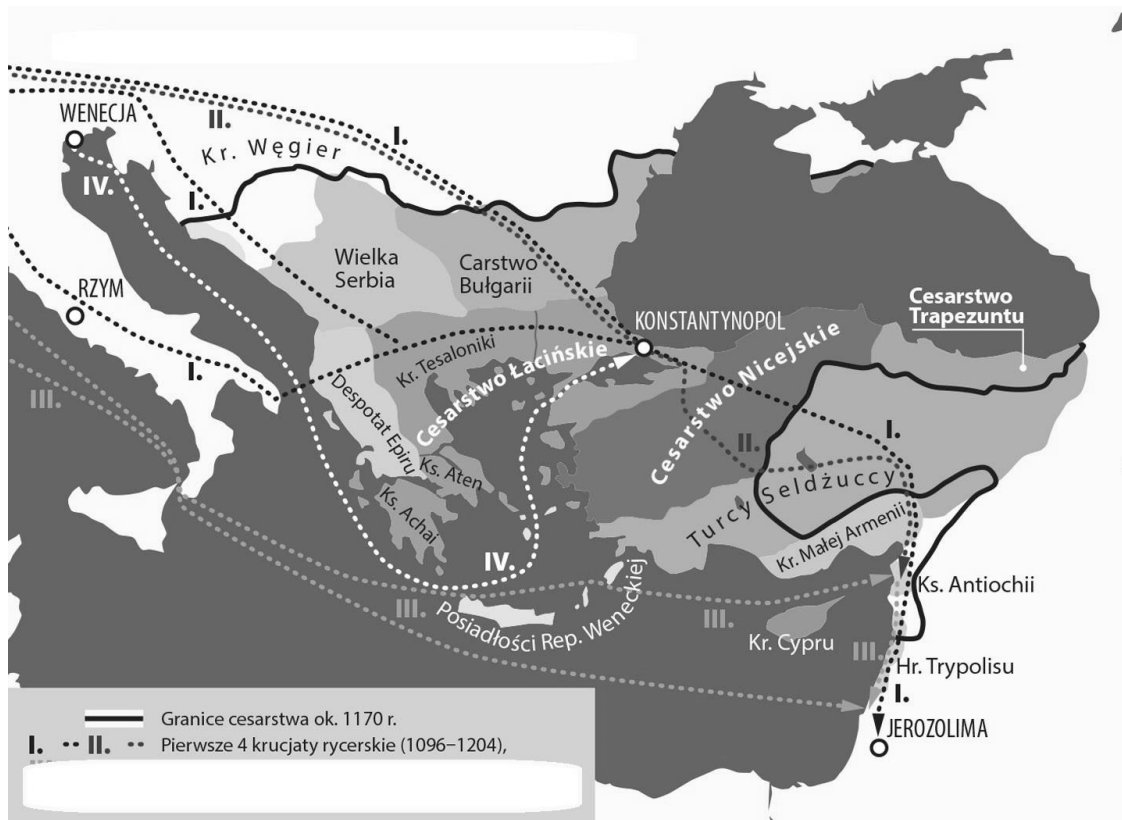 WENECJA
II.
I.
Kr. Węgier
IV.
I.
Wielka
Serbia
Carstwo
Bułgarii
RZYM
KONSTANTYNOPOL
Cesarstwo
Trapezuntu
Kr. Tesaloniki
Cesarstwo Łacińskie
Cesarstwo Nicejskie
I.
III.
Despotat Epiru
Ks. Aten
Ks. Achai
I.
II.
Turcy Seldżuccy
Kr. Małej Armenii
IV.
III.
Posiadłości Rep. Weneckiej
III.
Ks. Antiochii
Kr. Cypru
III.
Hr. Trypolisu
I.
JEROZOLIMA
Granice cesarstwa ok. 1170 r.
I. II. Pierwsze 4 krucjaty rycerskie (1096–1204),